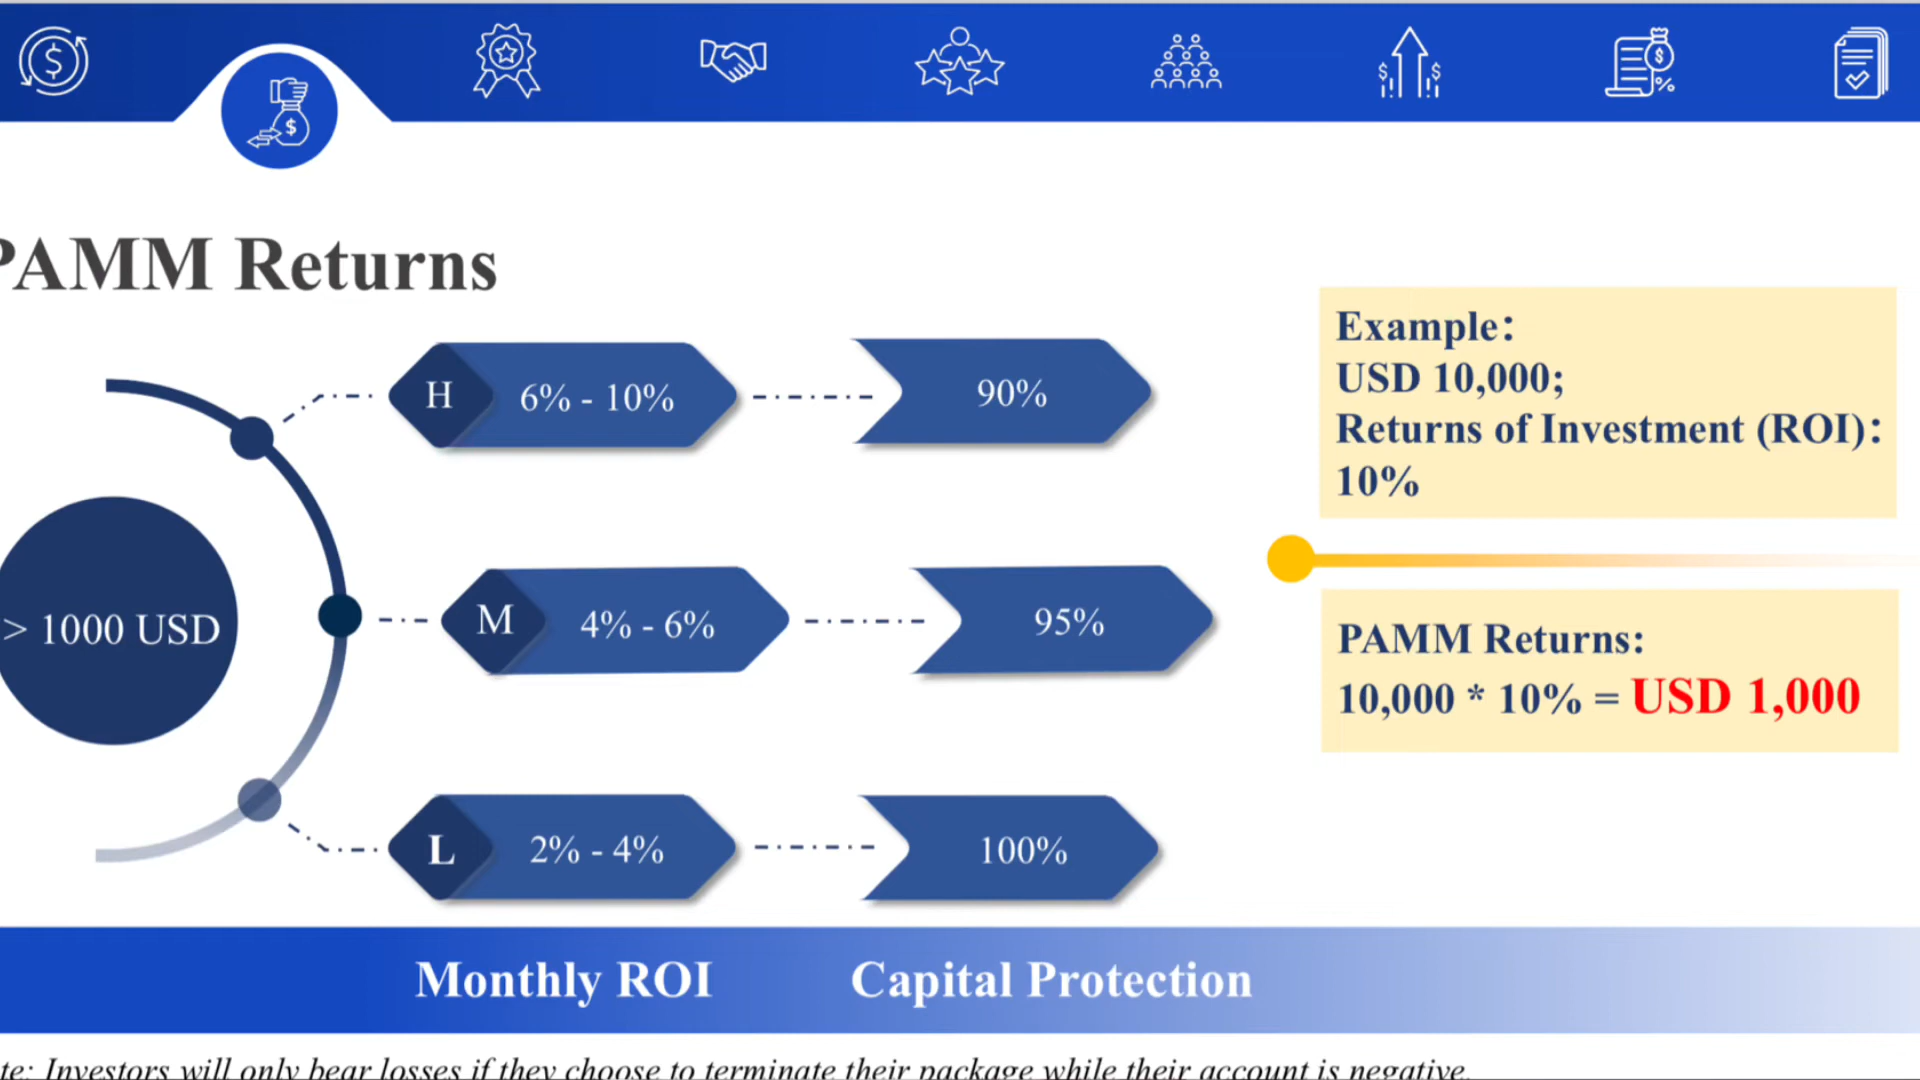 PAMM Returns
> 1000 USD
H 6% - 10% 90%
M 4% - 6% 95%
L 2% - 4% 100%
Monthly ROI Capital Protection
Example:
USD 10,000;
Returns of Investment (ROI):
10%
PAMM Returns:
10,000 * 10% = USD 1,000
te: Investors will only bear losses if they choose to terminate their package while their account is negative.